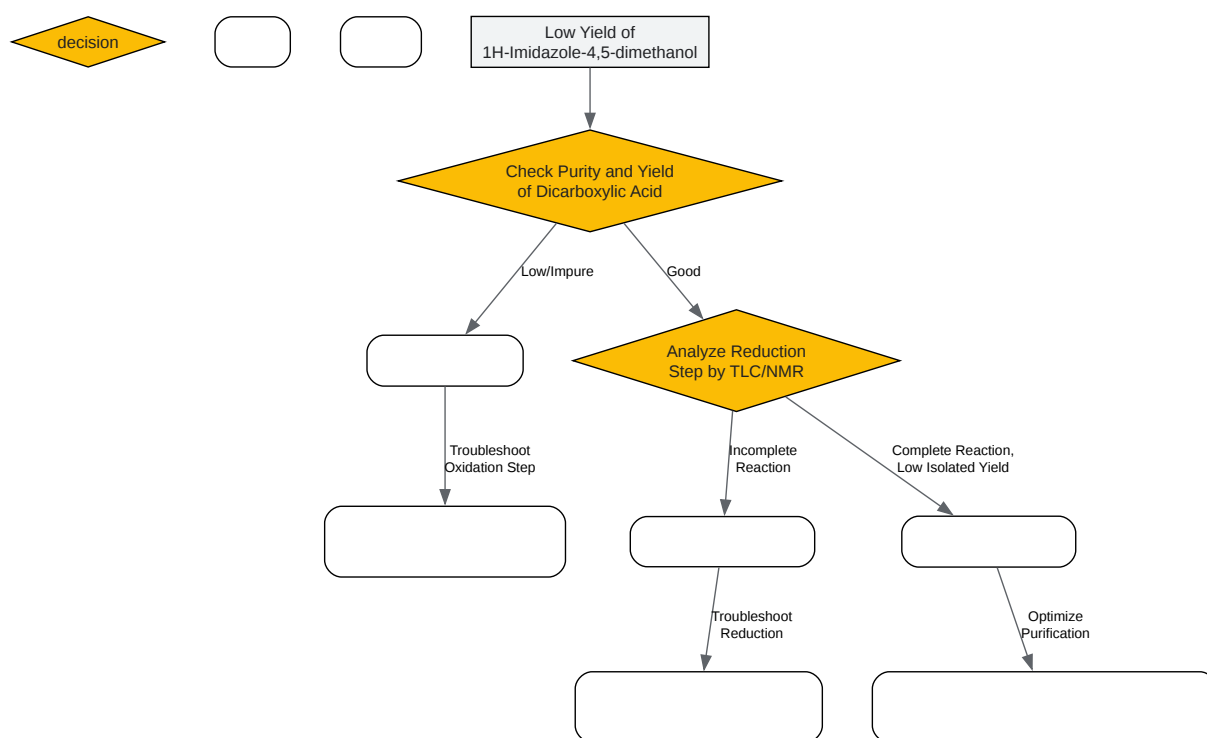 decision
Low Yield of
1H-Imidazole-4,5-dimethanol
Check Purity and Yield
of Dicarboxylic Acid
Low/Impure
Good
Analyze Reduction
Step by TLC/NMR
Troubleshoot
Oxidation Step
Incomplete
Reaction
Complete Reaction,
Low Isolated Yield
Troubleshoot
Reduction
Optimize
Purification